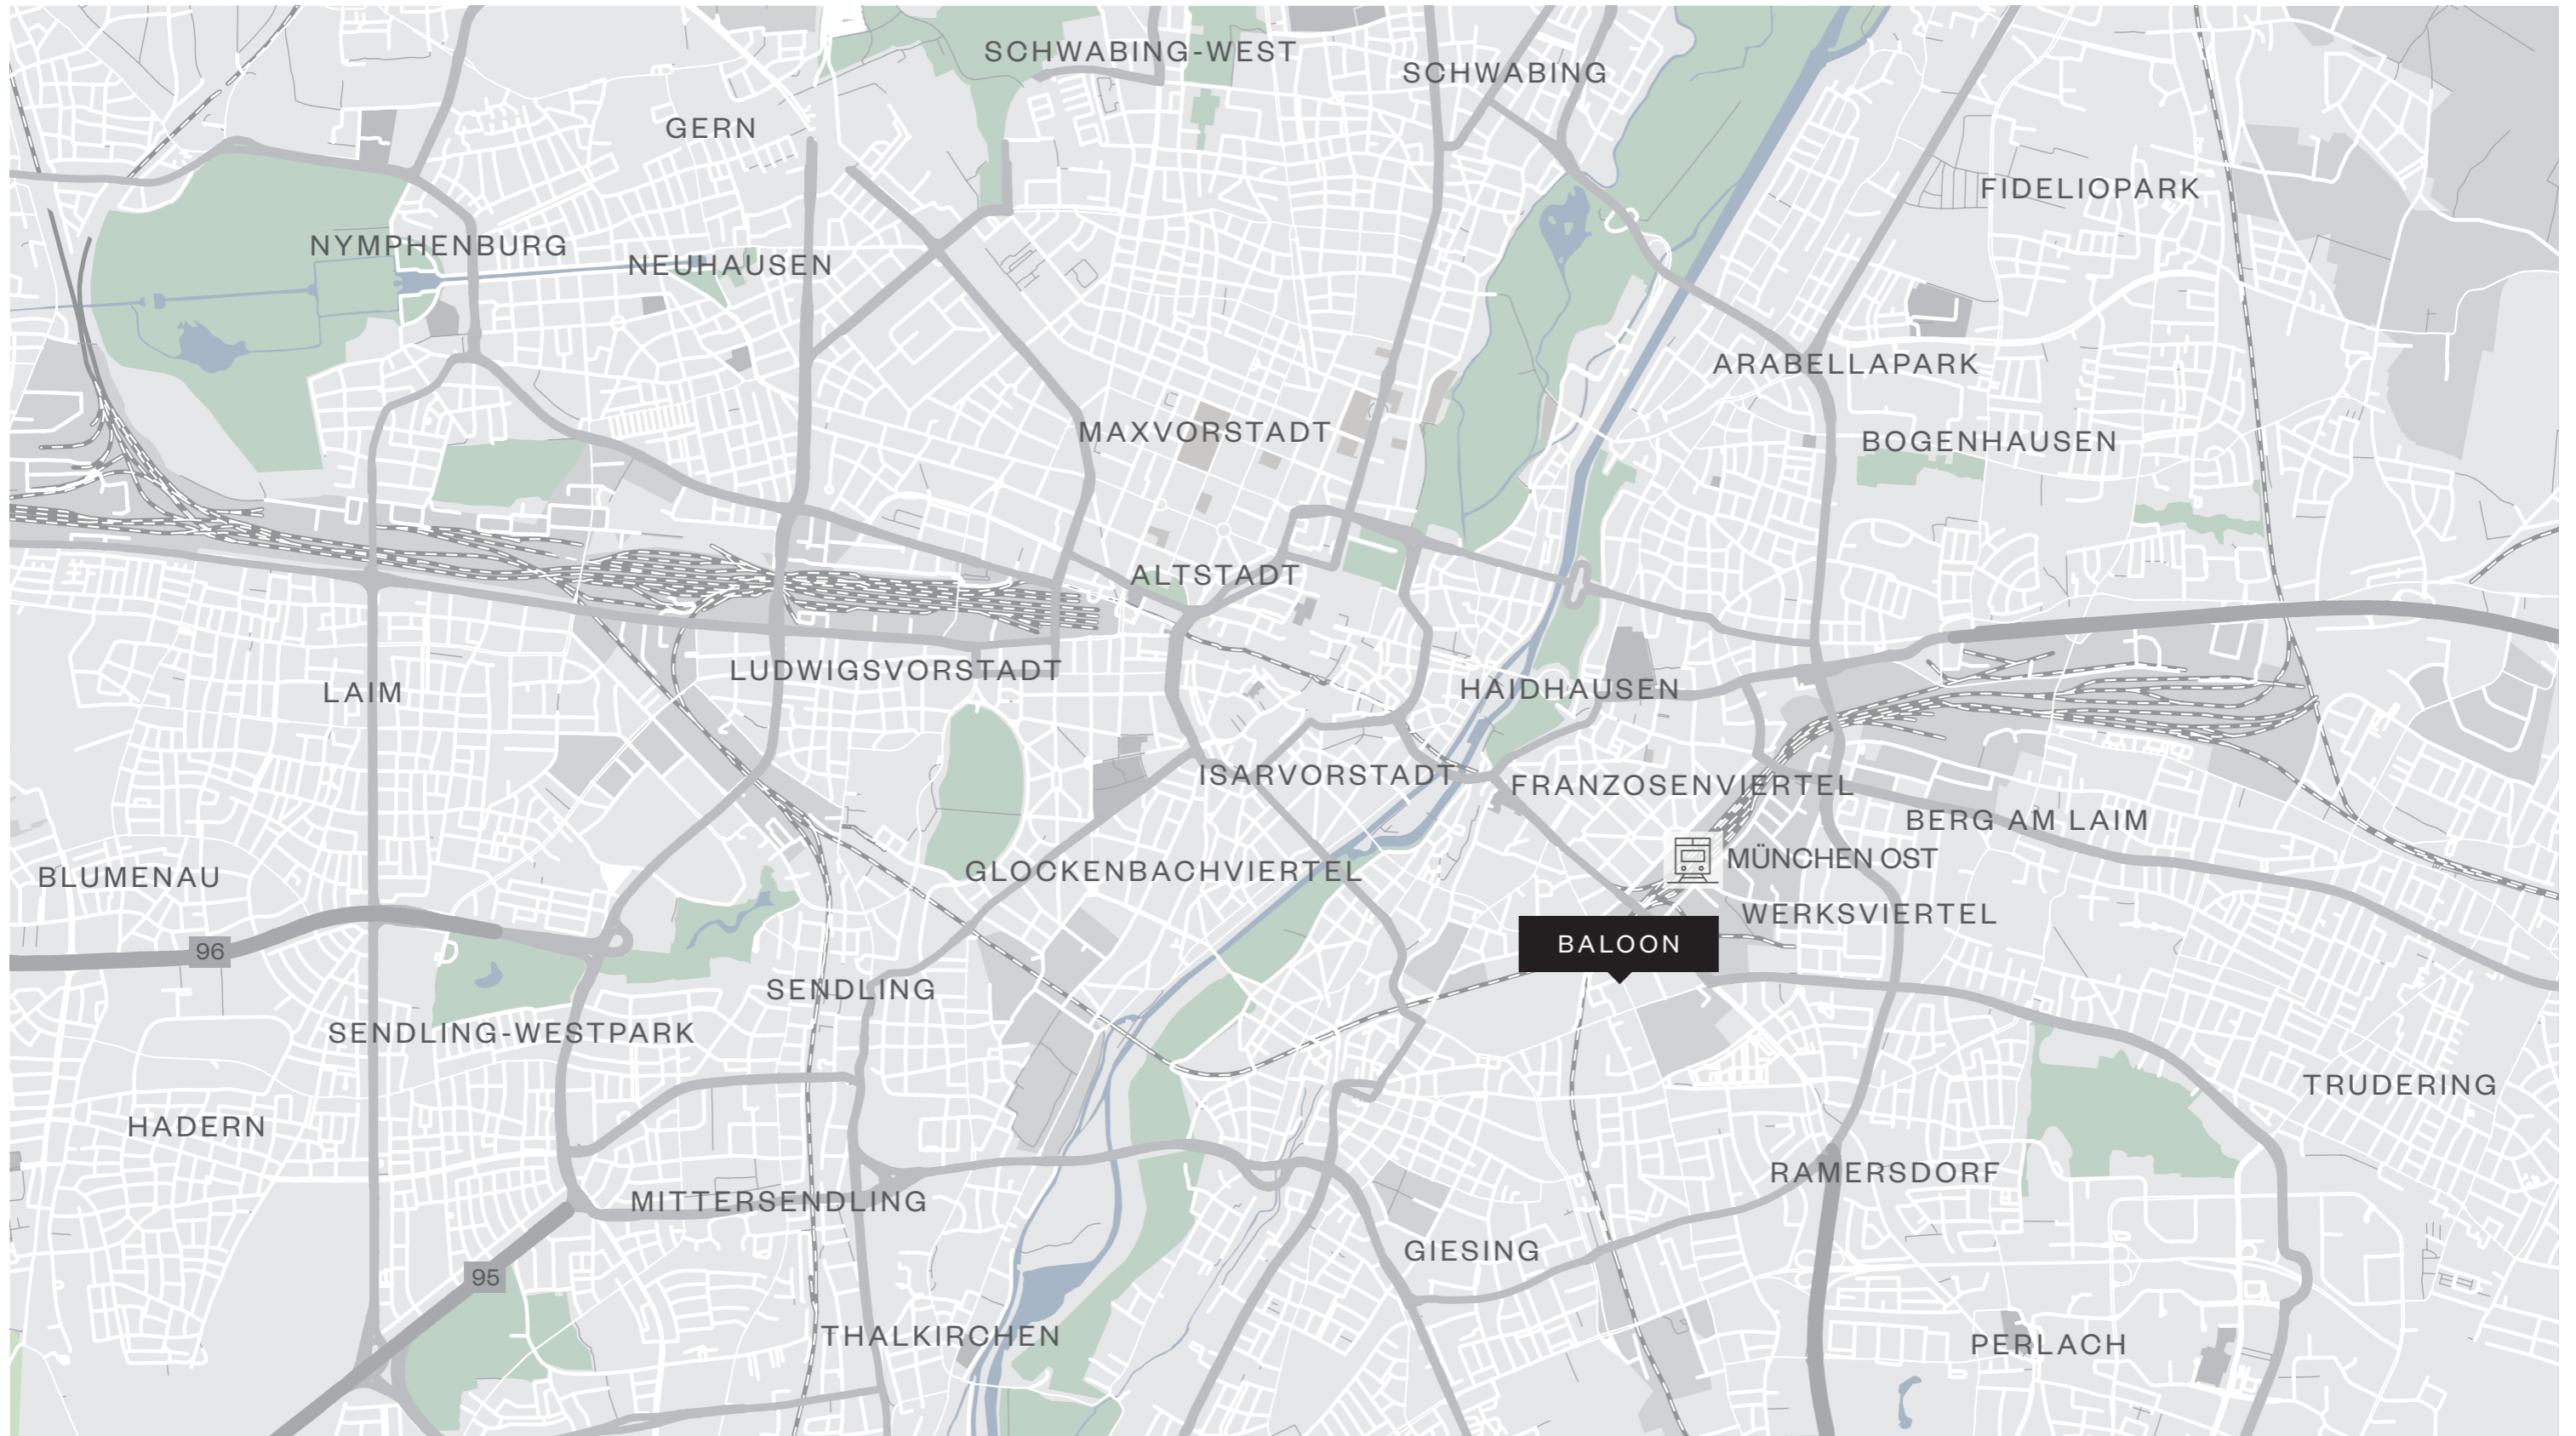 SCHWABING-WEST
SCHWABING
GERN
FIDELIOPARK
NYMPHENBURG
NEUHAUSEN
ARABELLAPARK
MAXVORSTADT
BOGENHAUSEN
ALTSTADT
LUDWIGSVORSTADT
HAIDHAUSEN
LAIM
ISARVORSTADT
FRANZOSENVIERTEL
BERG AM LAIM
MÜNCHEN OST
GLOCKENBACHVIERTEL
BLUMENAU
WERKSVIERTEL
BALOON
96
SENDLING
SENDLING-WESTPARK
TRUDERING
HADERN
RAMERSDORF
MITTERSENDLING
GIESING
95
THALKIRCHEN
PERLACH